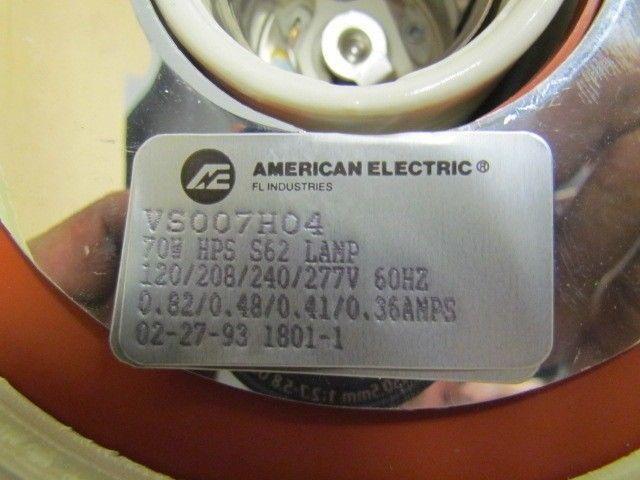 AE AMERICAN ELECTRIC®
FL INDUSTRIES
VS007H04
70W HPS S62 LAMP
120/208/240/277V 60HZ
0.82/0.48/0.41/0.36AMPS
02-27-93 1801-1